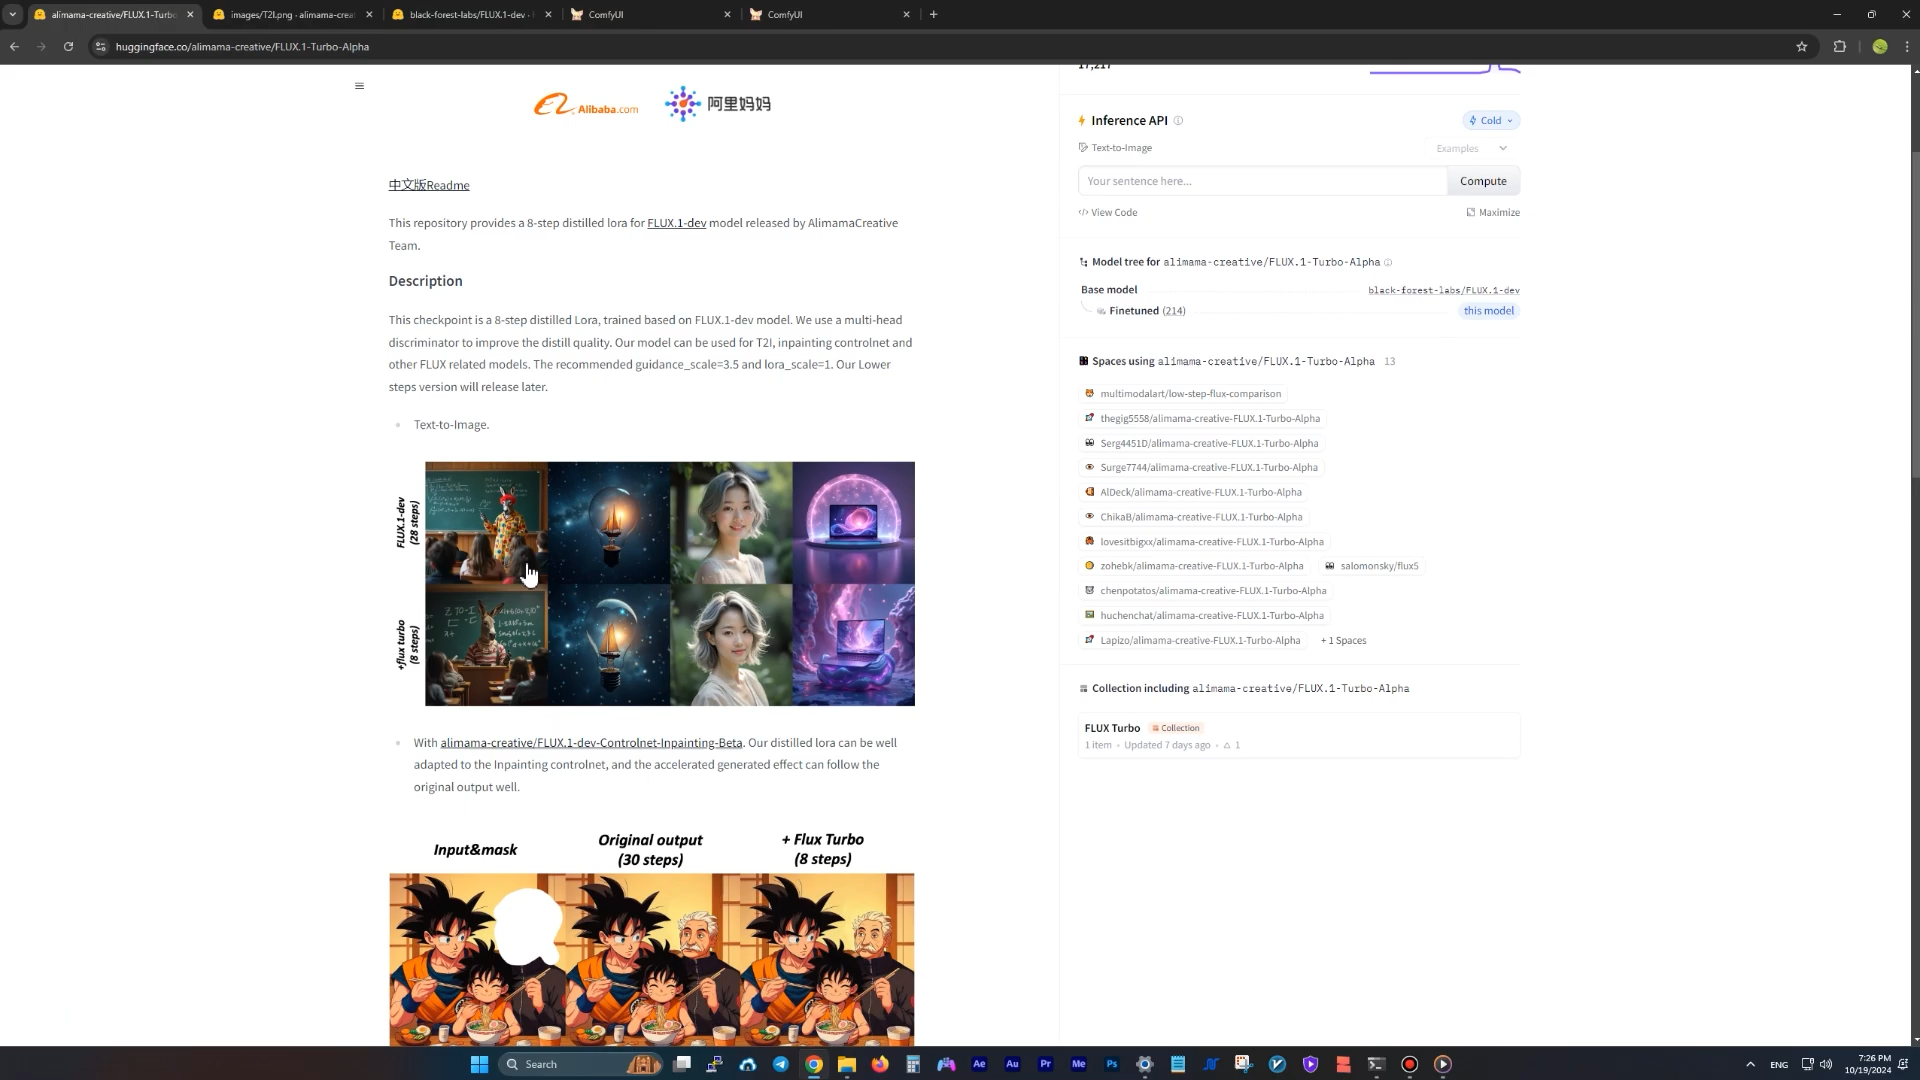 alimama-creative/FLUX.1-Turbo
images/T2I.png · alimama-crea
black-forest-labs/FLUX.1-dev ·
ComfyUI
ComfyUI
huggingface.co/alimama-creative/FLUX.1-Turbo-Alpha
Alibaba.com
阿里妈妈
中文版Readme
This repository provides a 8-step distilled lora for FLUX.1-dev model released by AlimamaCreative
Team.
Description
This checkpoint is a 8-step distilled Lora, trained based on FLUX.1-dev model. We use a multi-head
discriminator to improve the distill quality. Our model can be used for T2I, inpainting controlnet and
other FLUX related models. The recommended guidance_scale=3.5 and lora_scale=1. Our Lower
steps version will release later.
Text-to-Image.
FLUX.1-dev
(28 steps)
+flux turbo
(8 steps)
With alimama-creative/FLUX.1-dev-Controlnet-Inpainting-Beta. Our distilled lora can be well
adapted to the Inpainting controlnet, and the accelerated generated effect can follow the
original output well.
Input&mask
Original output
(30 steps)
+ Flux Turbo
(8 steps)
17,217
Inference API
Cold
Text-to-Image
Examples
Your sentence here...
Compute
</> View Code
Maximize
Model tree for alimama-creative/FLUX.1-Turbo-Alpha
Base model
black-forest-labs/FLUX.1-dev
Finetuned (214)
this model
Spaces using alimama-creative/FLUX.1-Turbo-Alpha 13
multimodalart/low-step-flux-comparison
thegig5558/alimama-creative-FLUX.1-Turbo-Alpha
Serg4451D/alimama-creative-FLUX.1-Turbo-Alpha
Surge7744/alimama-creative-FLUX.1-Turbo-Alpha
AlDeck/alimama-creative-FLUX.1-Turbo-Alpha
ChikaB/alimama-creative-FLUX.1-Turbo-Alpha
lovesitbigxx/alimama-creative-FLUX.1-Turbo-Alpha
zohebk/alimama-creative-FLUX.1-Turbo-Alpha
salomonsky/flux5
chenpotatos/alimama-creative-FLUX.1-Turbo-Alpha
huchenchat/alimama-creative-FLUX.1-Turbo-Alpha
Lapizo/alimama-creative-FLUX.1-Turbo-Alpha
+ 1 Spaces
Collection including alimama-creative/FLUX.1-Turbo-Alpha
FLUX Turbo
Collection
1 item • Updated 7 days ago • 1
Search
Ae
Au
Pr
Me
Ps
ENG
7:26 PM
10/19/2024